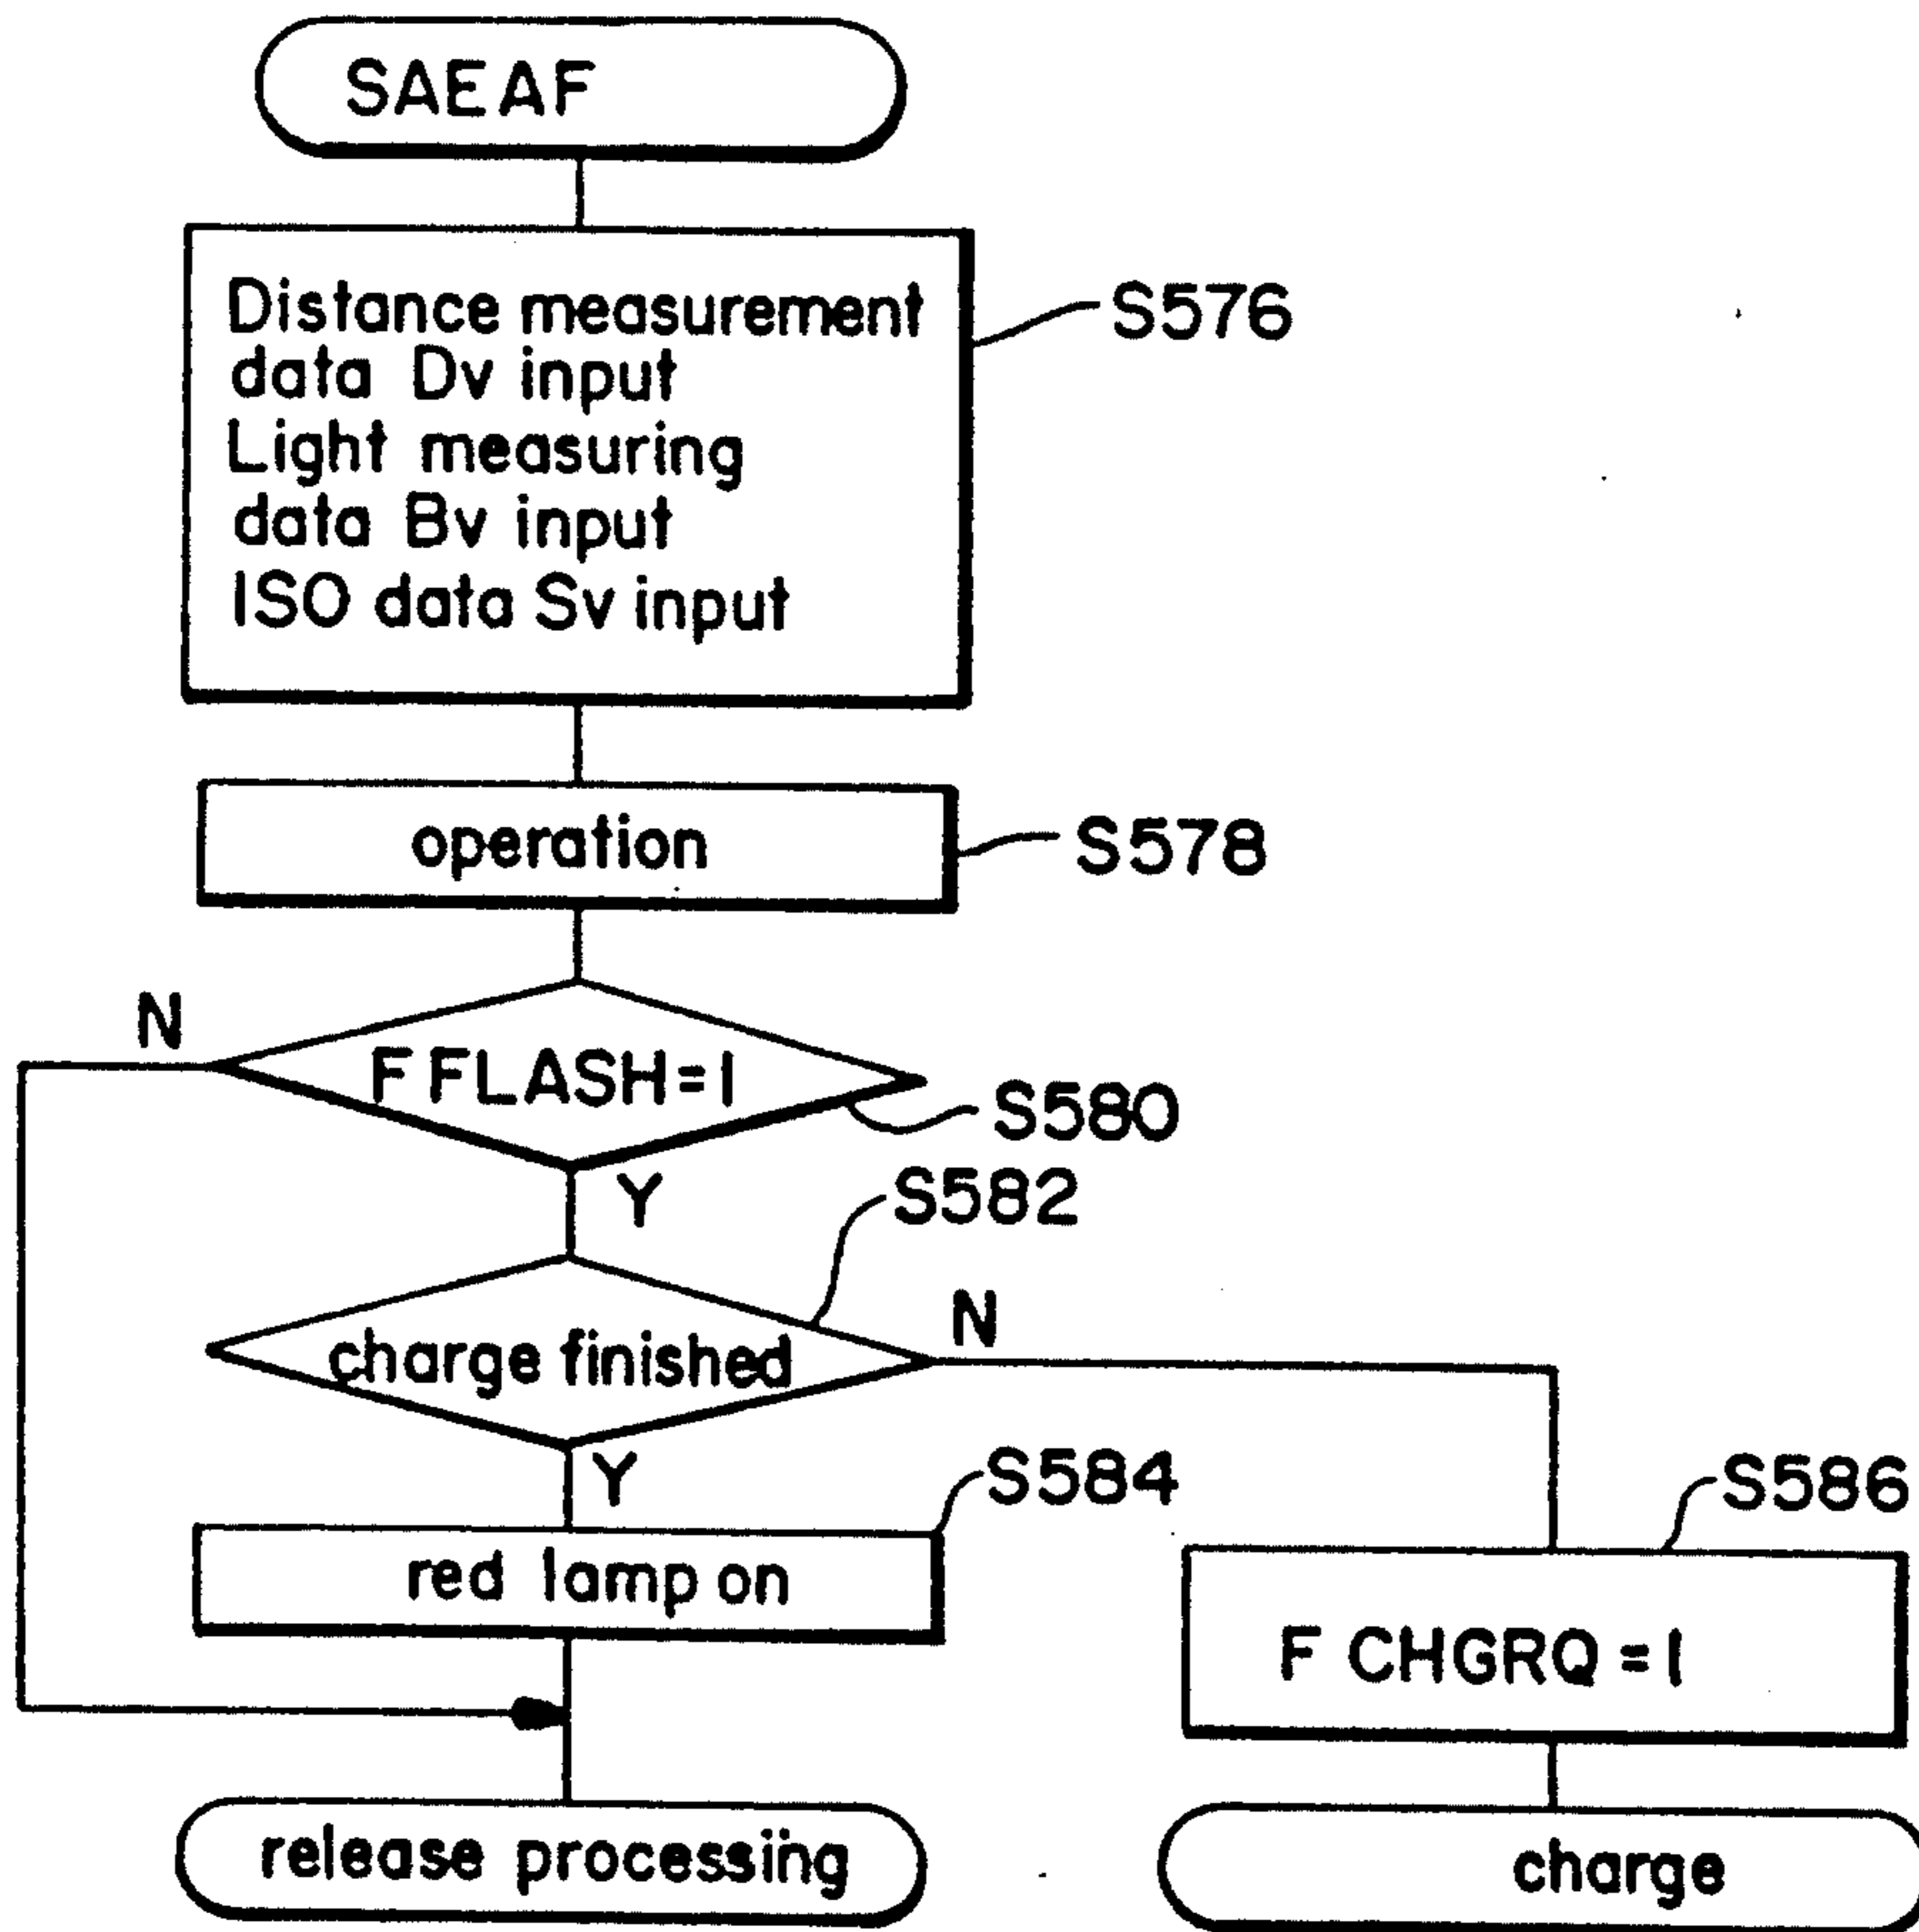 SAEAF
Distance measurement
data Dv input
Light measuring
data Bv input
ISO data Sv input
S576
operation
S578
N
F FLASH=1
S580
Y
S582
charge finished
N
Y
S584
red lamp on
S586
F CHGRQ=1
release processiing
charge